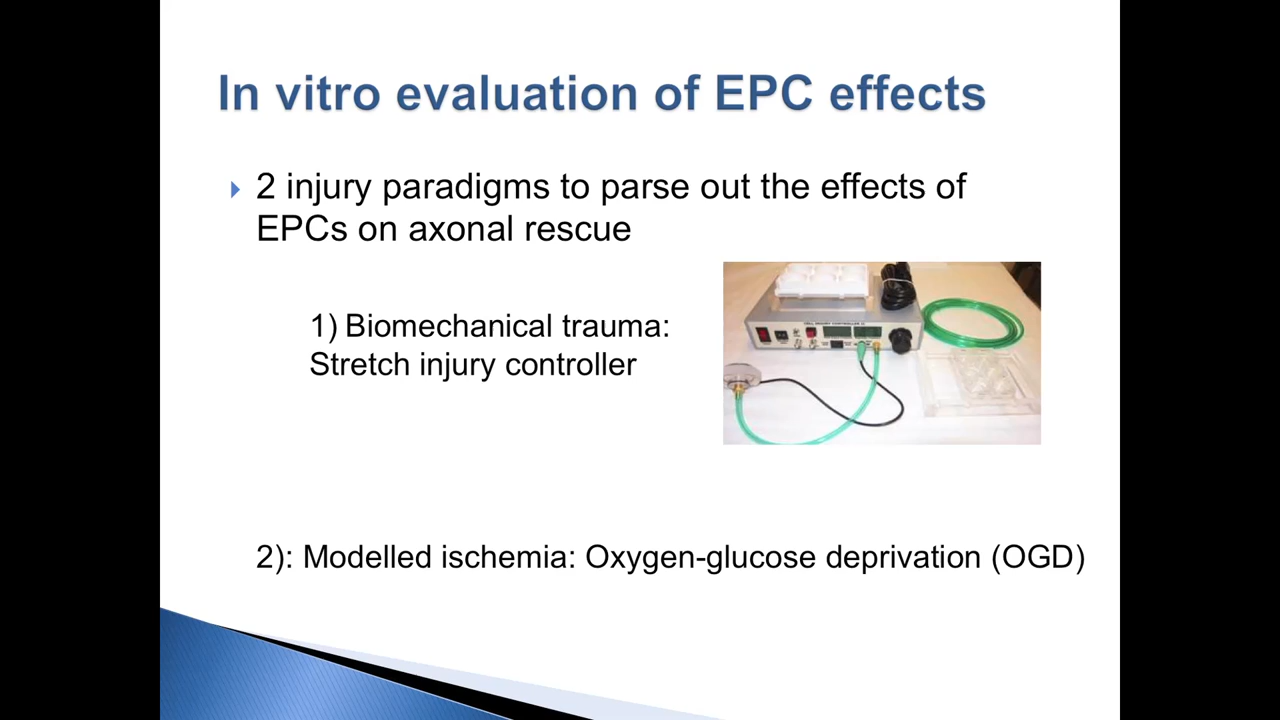 In vitro evaluation of EPC effects
2 injury paradigms to parse out the effects of
EPCs on axonal rescue
1) Biomechanical trauma:
Stretch injury controller
2): Modelled ischemia: Oxygen-glucose deprivation (OGD)